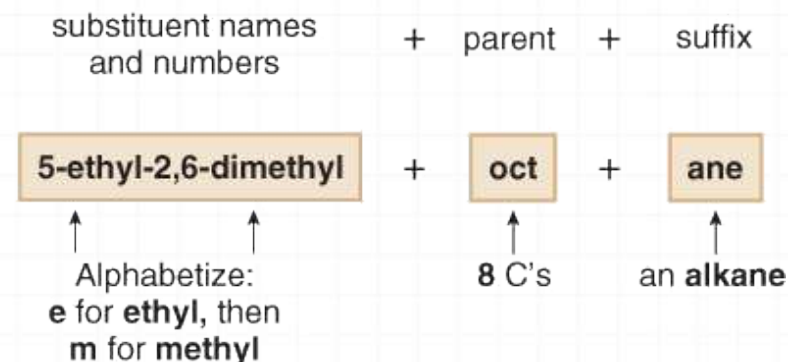 substituent names
and numbers
+ parent + suffix
5-ethyl-2,6-dimethyl + oct + ane
Alphabetize:
e for ethyl, then
m for methyl
8 C's
an alkane